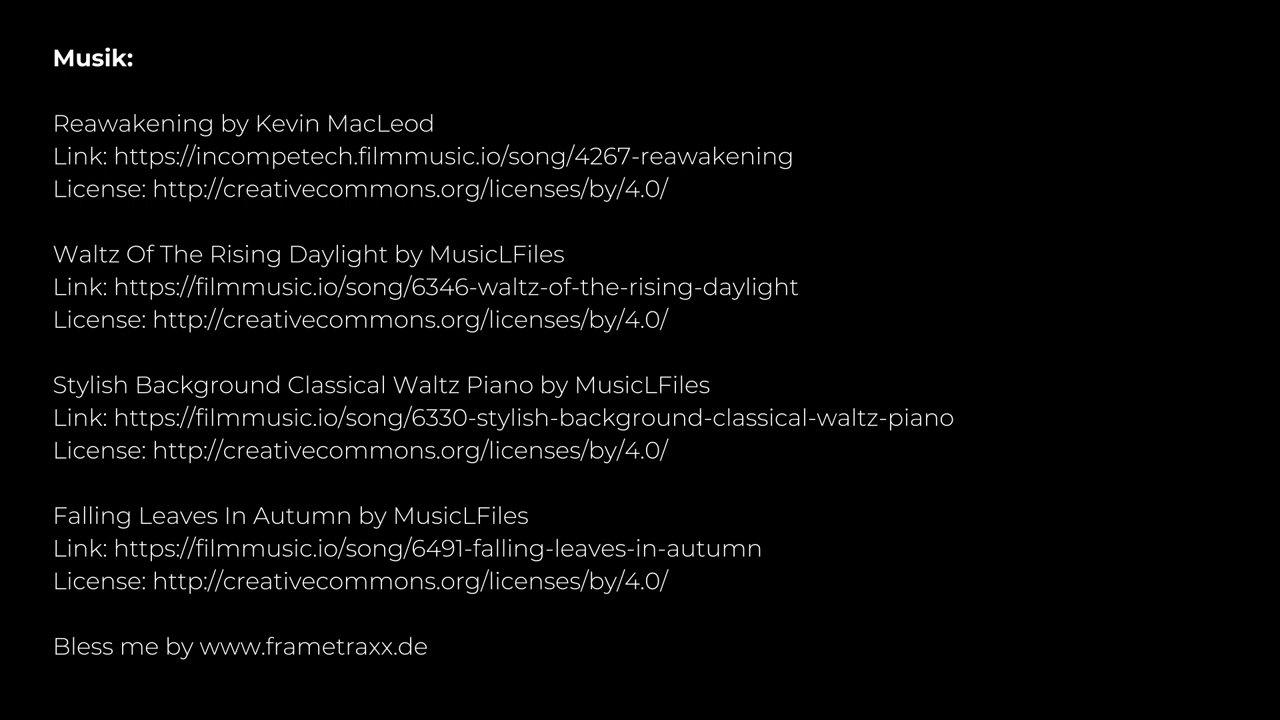 Musik:
Reawakening by Kevin MacLeod
Link: https://incompetech.filmmusic.io/song/4267-reawakening
License: http://creativecommons.org/licenses/by/4.0/
Waltz Of The Rising Daylight by MusicLFiles
Link: https://filmmusic.io/song/6346-waltz-of-the-rising-daylight
License: http://creativecommons.org/licenses/by/4.0/
Stylish Background Classical Waltz Piano by MusicLFiles
Link: https://filmmusic.io/song/6330-stylish-background-classical-waltz-piano
License: http://creativecommons.org/licenses/by/4.0/
Falling Leaves In Autumn by MusicLFiles
Link: https://filmmusic.io/song/6491-falling-leaves-in-autumn
License: http://creativecommons.org/licenses/by/4.0/
Bless me by www.frametraxx.de